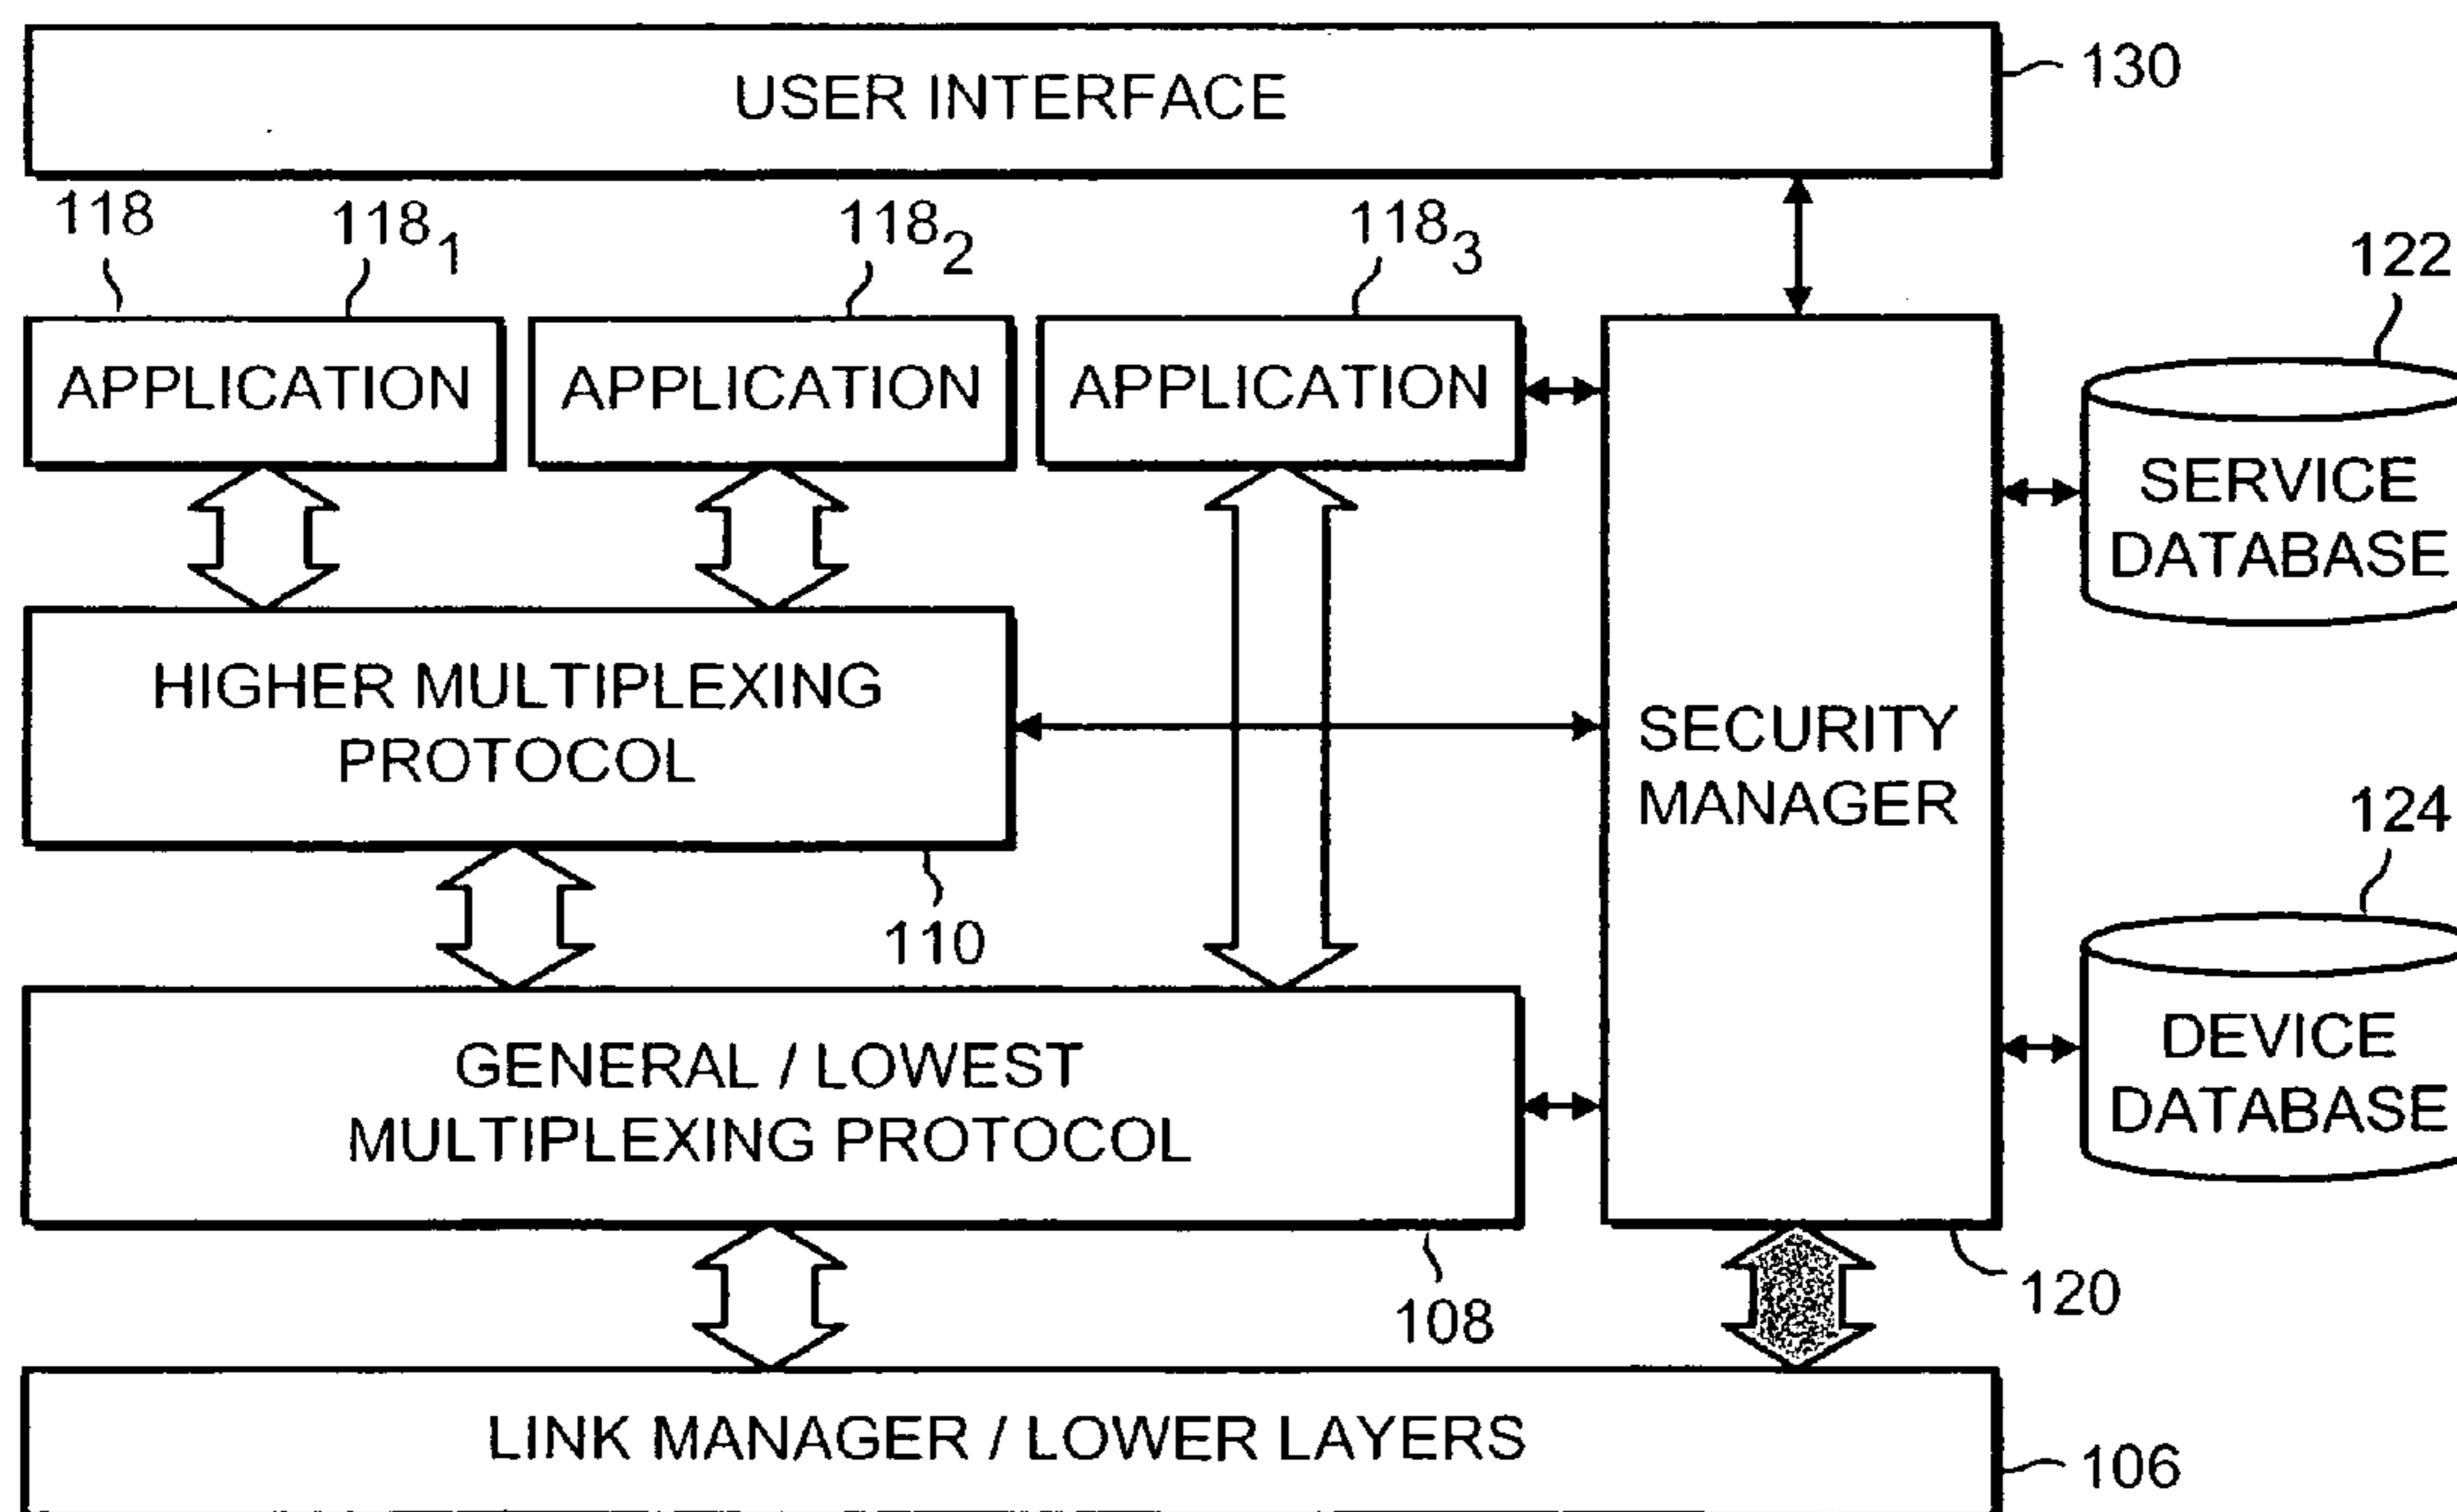 USER INTERFACE
130
118
118₁
118₂
118₃
122
APPLICATION
APPLICATION
APPLICATION
SERVICE
DATABASE
HIGHER MULTIPLEXING
PROTOCOL
SECURITY
MANAGER
124
110
GENERAL / LOWEST
MULTIPLEXING PROTOCOL
DEVICE
DATABASE
108
120
LINK MANAGER / LOWER LAYERS
106